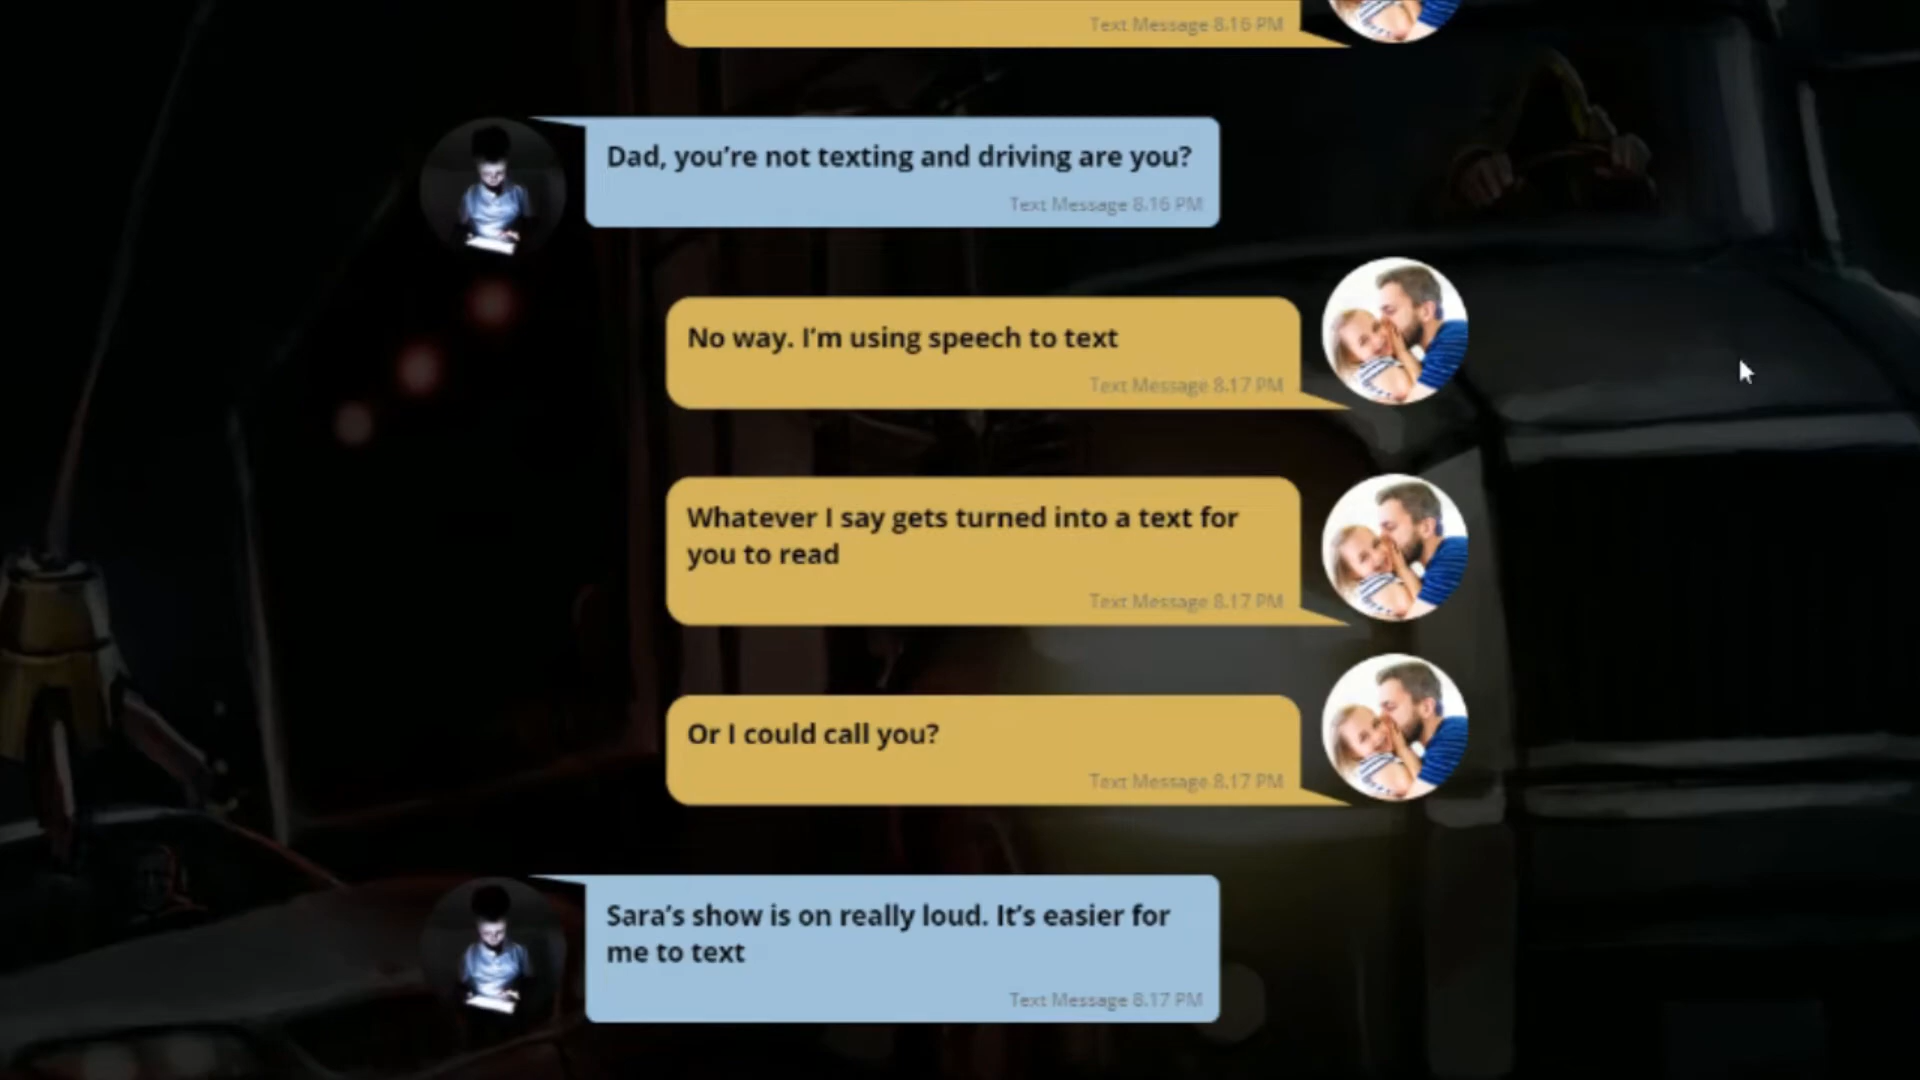 Text Message 8.16 PM
Dad, you’re not texting and driving are you?
Text Message 8.16 PM
No way. I’m using speech to text
Text Message 8.17 PM
Whatever I say gets turned into a text for
you to read
Text Message 8.17 PM
Or I could call you?
Text Message 8.17 PM
Sara’s show is on really loud. It’s easier for
me to text
Text Message 8.17 PM